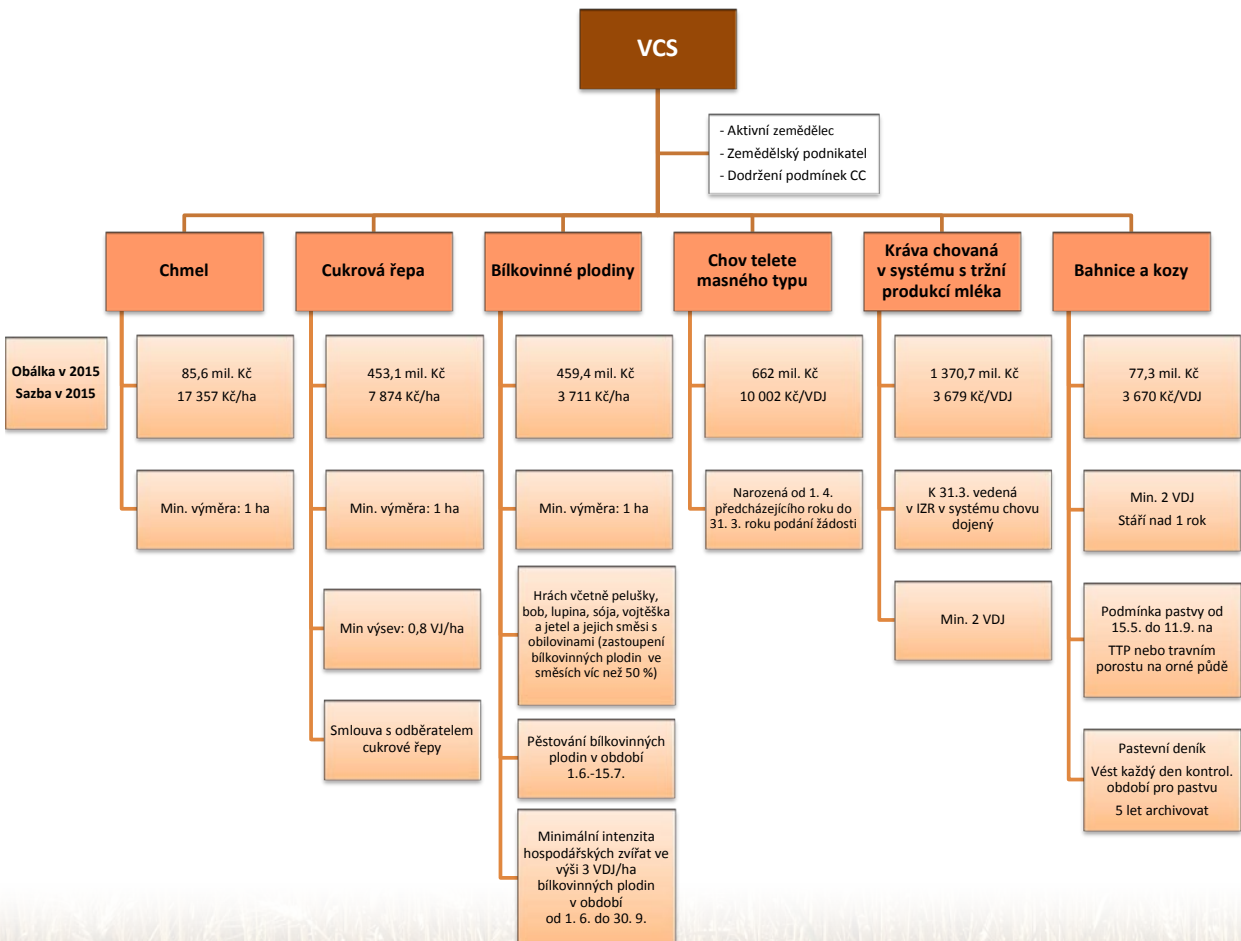 VCS
- Aktivní zemědělec
- Zemědělský podnikatel
- Dodržení podmínek CC
Chmel
Cukrová řepa
Bílkovinné plodiny
Chov telete
masného typu
Kráva chovaná
v systému s tržní
produkcí mléka
Bahnice a kozy
Obálka v 2015
Sazba v 2015
85,6 mil. Kč
17 357 Kč/ha
453,1 mil. Kč
7 874 Kč/ha
459,4 mil. Kč
3 711 Kč/ha
662 mil. Kč
10 002 Kč/VDJ
1 370,7 mil. Kč
3 679 Kč/VDJ
77,3 mil. Kč
3 670 Kč/VDJ
Min. výměra: 1 ha
Min. výměra: 1 ha
Min. výměra: 1 ha
Narozená od 1. 4.
předcházejícího roku do
31. 3. roku podání žádosti
K 31.3. vedená
v IZR v systému chovu
dojený
Min. 2 VDJ
Stáří nad 1 rok
Min výsev: 0,8 VJ/ha
Hrách včetně pelušky,
bob, lupina, sója, vojtěška
a jetel a jejich směsi s
obilovinami (zastoupení
bílkovinných plodin ve
směsích víc než 50 %)
Min. 2 VDJ
Podmínka pastvy od
15.5. do 11.9. na
TTP nebo travním
porostu na orné půdě
Smlouva s odběratelem
cukrové řepy
Pěstování bílkovinných
plodin v období
1.6.-15.7.
Pastevní deník
Vést každý den kontrol.
období pro pastvu
5 let archivovat
Minimální intenzita
hospodářských zvířat ve
výši 3 VDJ/ha
bílkovinných plodin
v období
od 1. 6. do 30. 9.